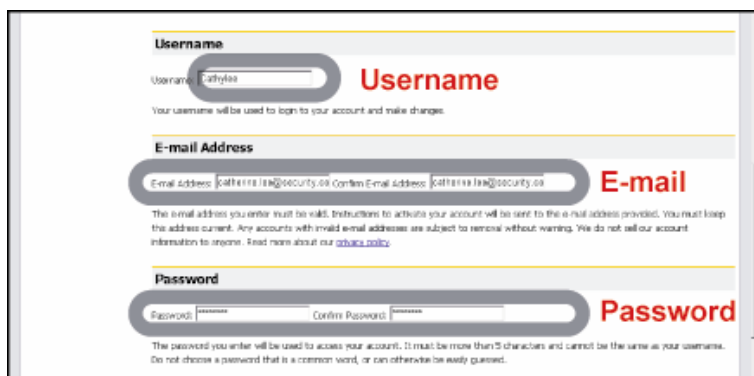 Username
Username: Cathylee Username
Your username will be used to login to your account and make changes.
E-mail Address
E-mail Address: catherine.lee@security.co Confirm E-mail Address: catherine.lee@security.co E-mail
The e-mail address you enter must be valid. Instructions to activate your account will be sent to the e-mail address provided. You must keep
this address current. Any accounts with invalid e-mail addresses are subject to removal without warning. We do not sell our account
information to anyone. Read more about our privacy policy.
Password
Password: ******** Confirm Password: ******** Password
The password you enter will be used to access your account. It must be more than 5 characters and cannot be the same as your username.
Do not choose a password that is a common word, or can otherwise be easily guessed.